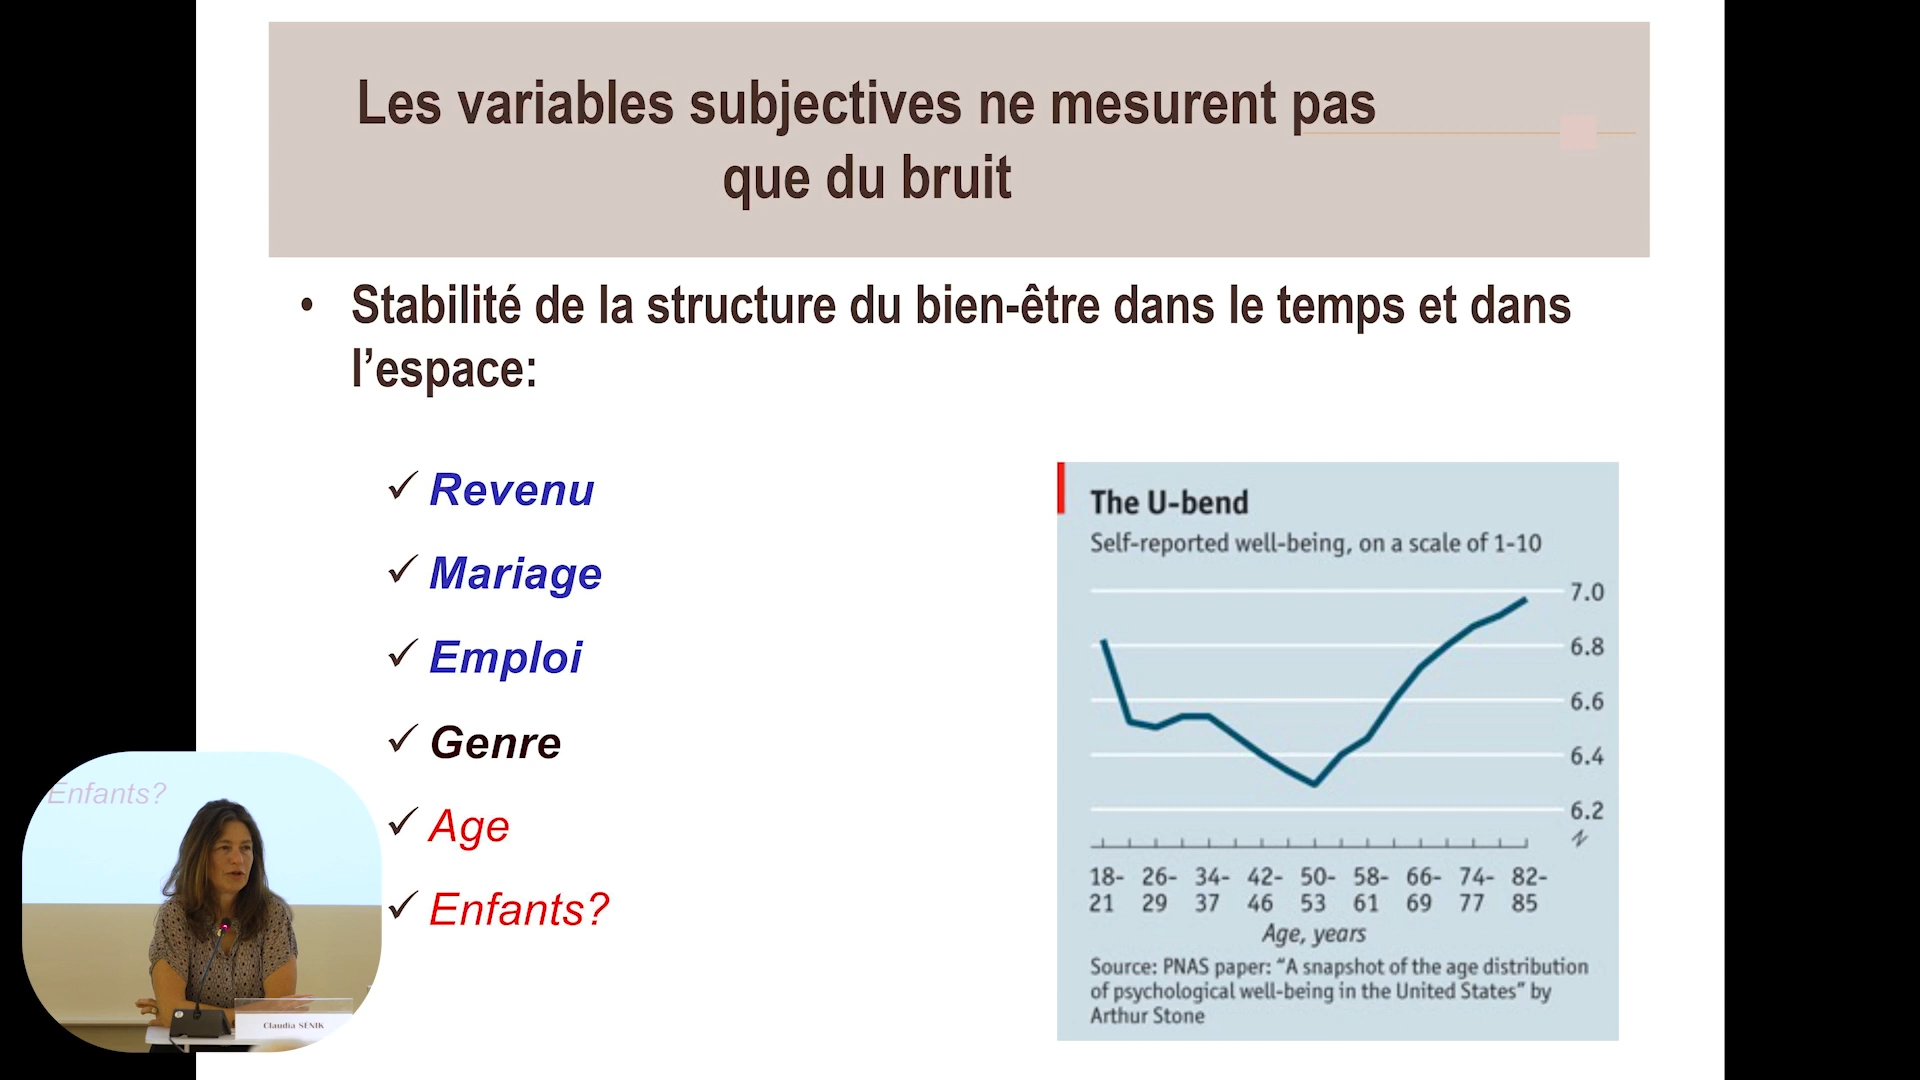 Les variables subjectives ne mesurent pas
que du bruit
• Stabilité de la structure du bien-être dans le temps et dans
l’espace:
✓ Revenu
✓ Mariage
✓ Emploi
✓ Genre
✓ Age
✓ Enfants?
The U-bend
Self-reported well-being, on a scale of 1-10
7.0
6.8
6.6
6.4
6.2
18- 26- 34- 42- 50- 58- 66- 74- 82-
21 29 37 46 53 61 69 77 85
Age, years
Source: PNAS paper: “A snapshot of the age distribution
of psychological well-being in the United States” by
Arthur Stone
Enfants?
Claudia SENIK